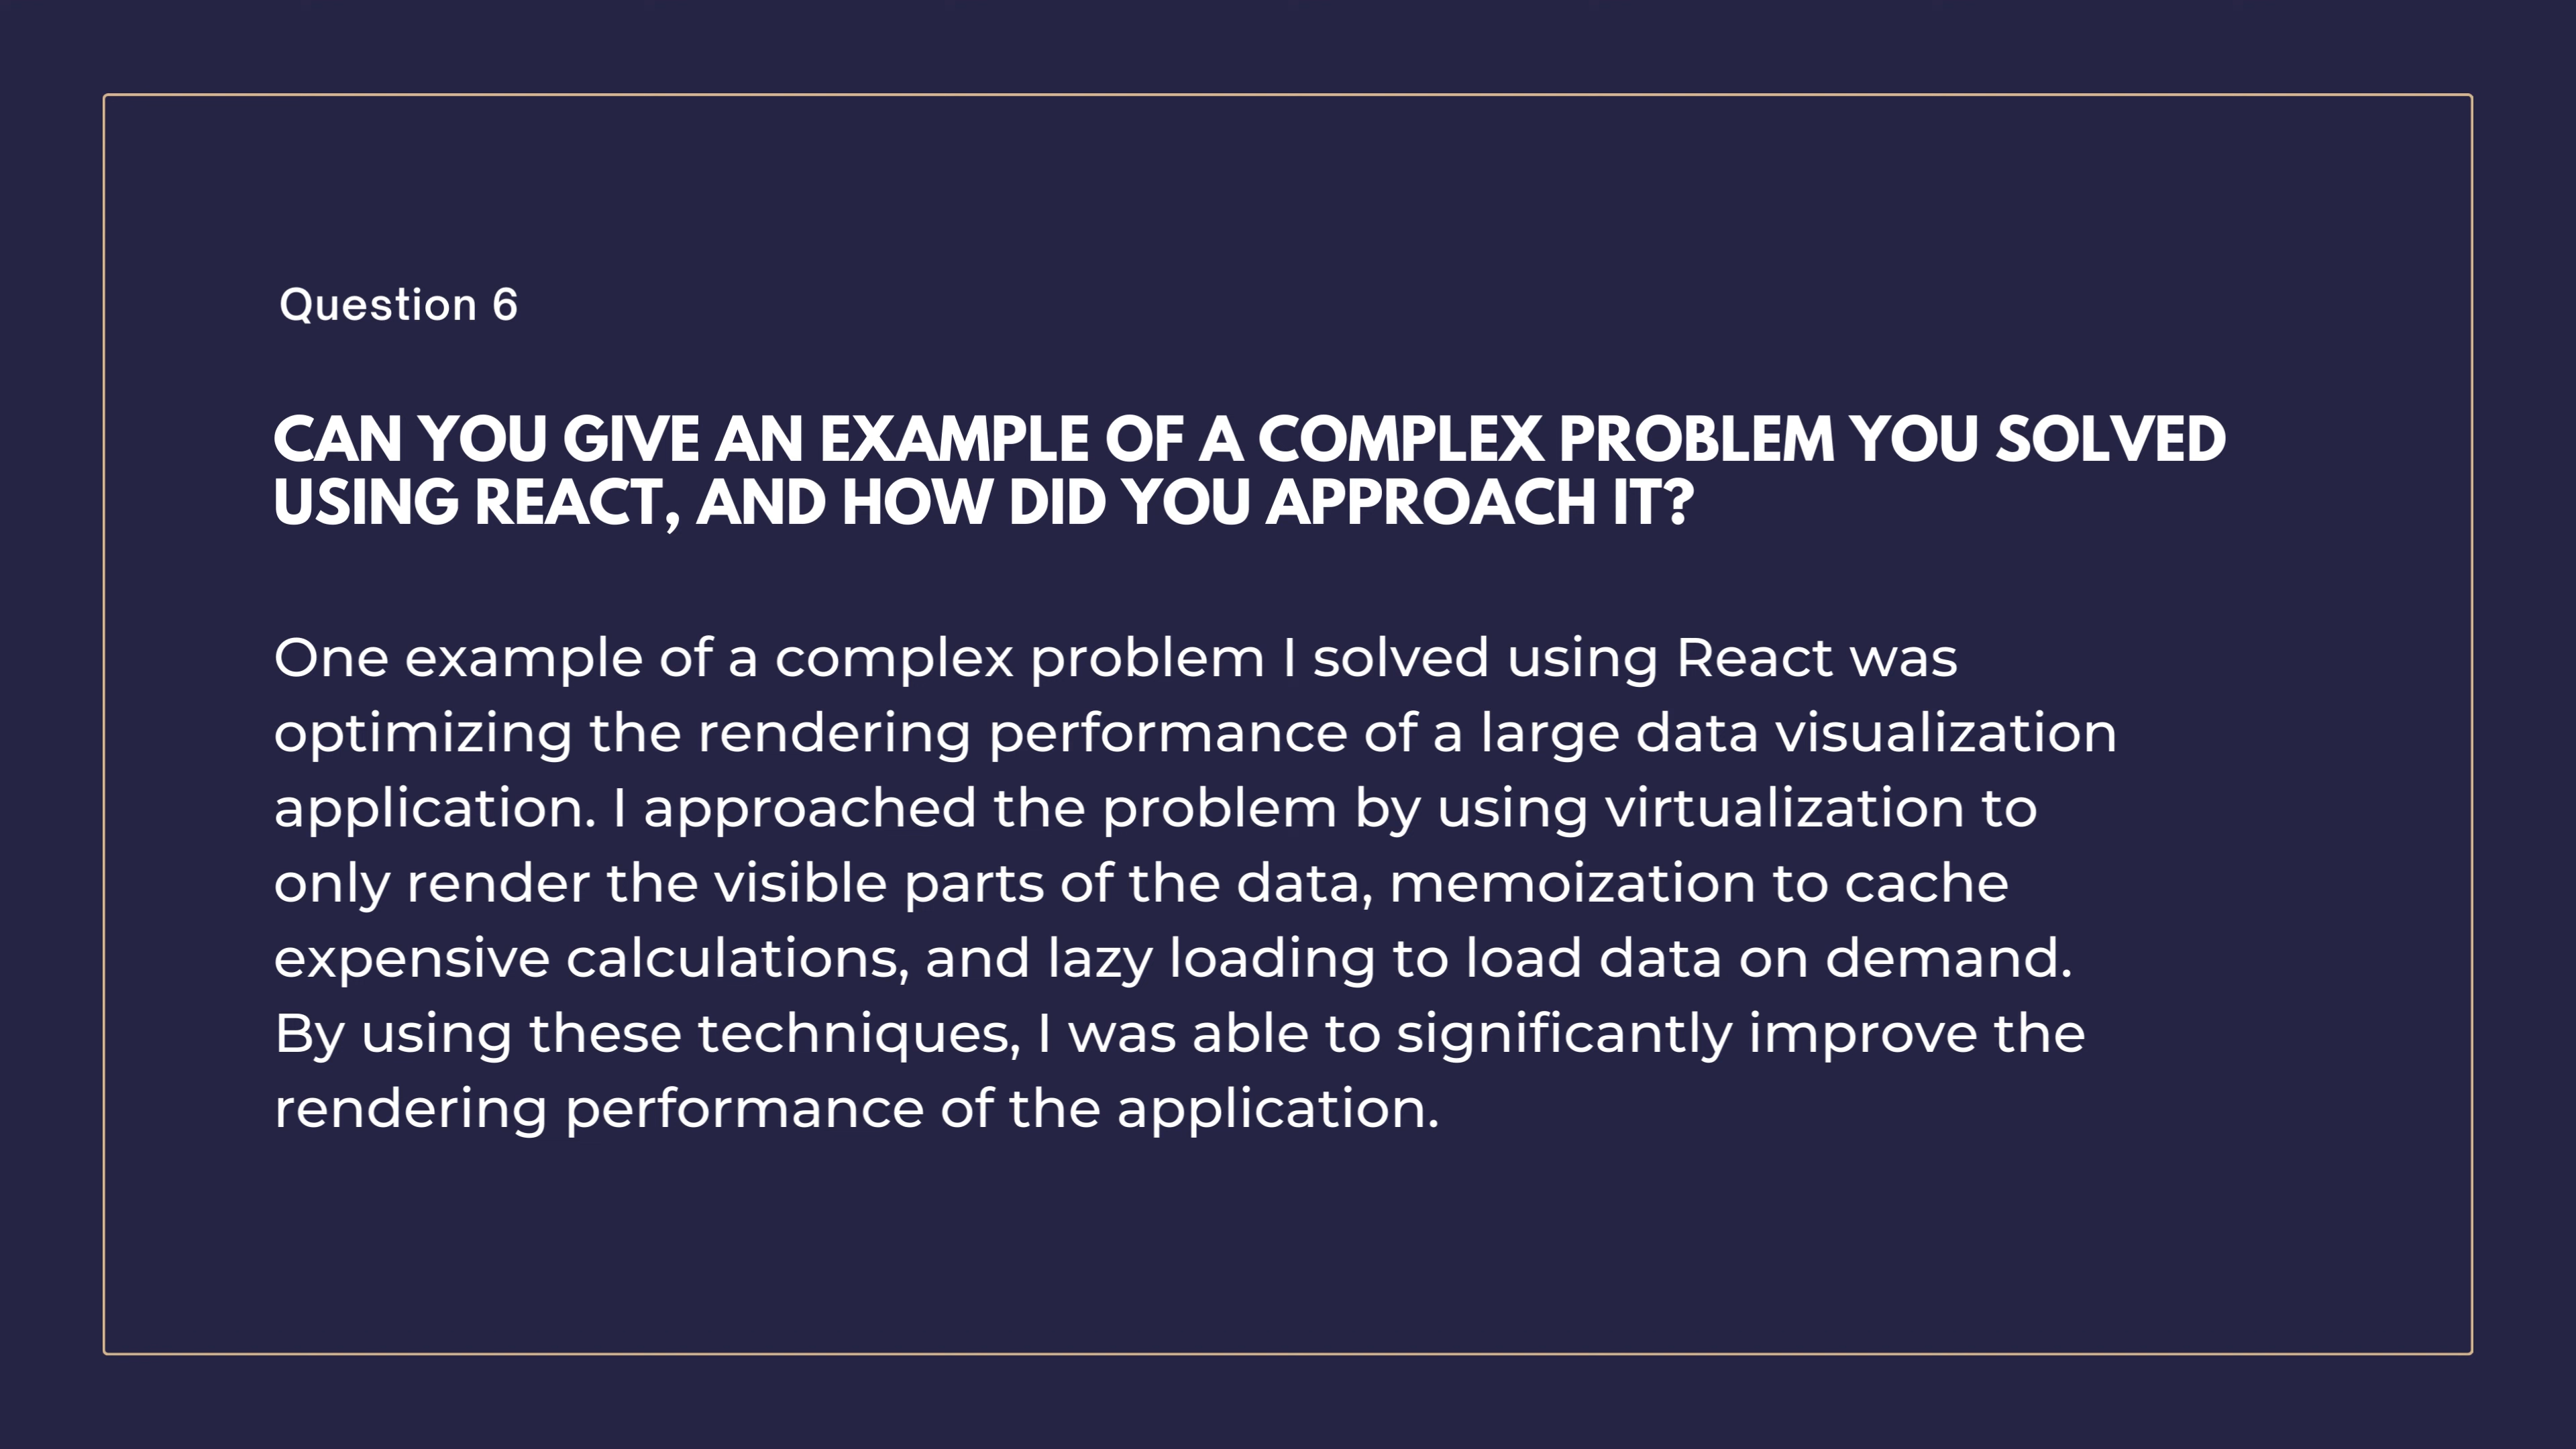 Question 6
CAN YOU GIVE AN EXAMPLE OF A COMPLEX PROBLEM YOU SOLVED
USING REACT, AND HOW DID YOU APPROACH IT?
One example of a complex problem I solved using React was
optimizing the rendering performance of a large data visualization
application. I approached the problem by using virtualization to
only render the visible parts of the data, memoization to cache
expensive calculations, and lazy loading to load data on demand.
By using these techniques, I was able to significantly improve the
rendering performance of the application.